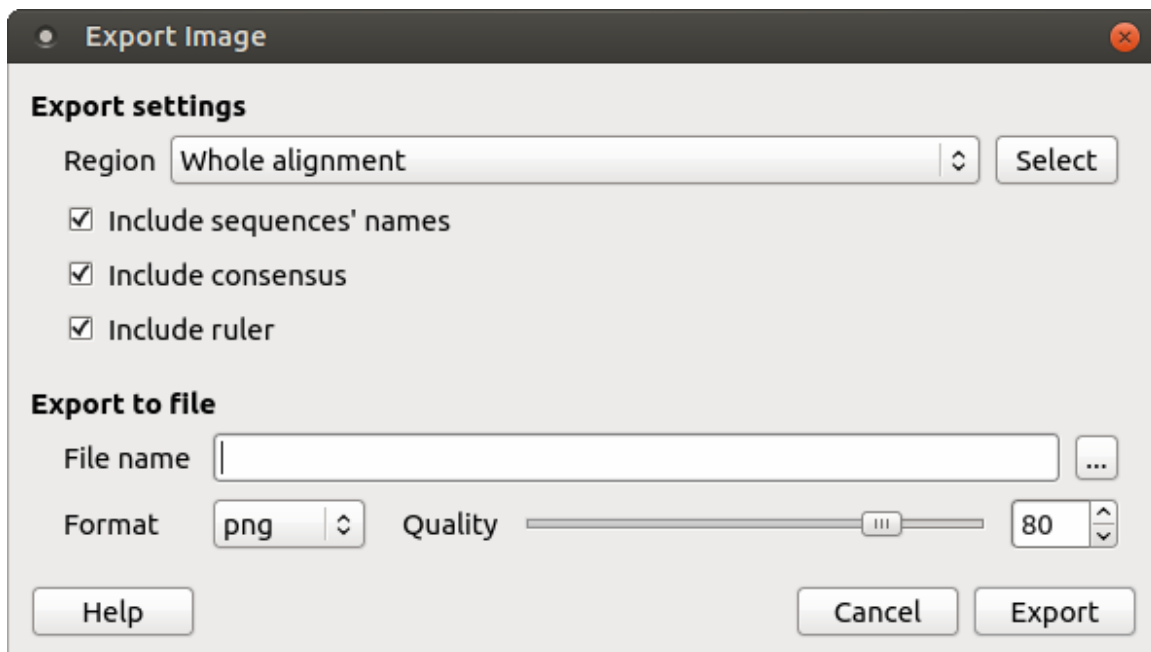 Export Image
Export settings
Region Whole alignment Select
Include sequences' names
Include consensus
Include ruler
Export to file
File name ...
Format png Quality 80
Help Cancel Export